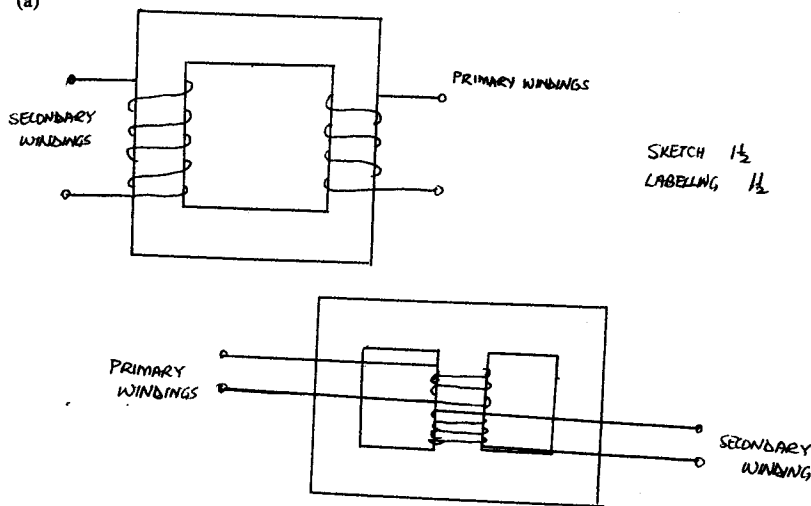 (a)
PRIMARY WINDINGS
SECONDARY
WINDINGS
SKETCH 1½
LABELLING 1½
PRIMARY
WINDINGS
SECONDARY
WINDING